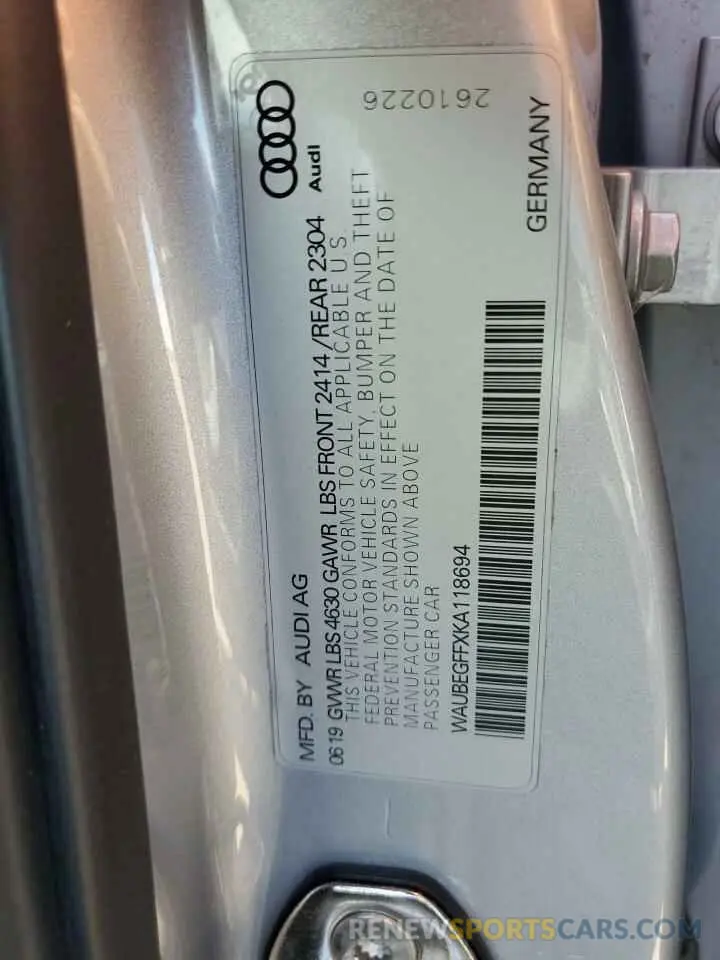 Audi
MFD. BY AUDI AG
06 19 GVWR LBS 4630 GAWR LBS FRONT 2414 / REAR 2304
THIS VEHICLE CONFORMS TO ALL APPLICABLE U S
FEDERAL MOTOR VEHICLE SAFETY, BUMPER AND THEFT
PREVENTION STANDARDS IN EFFECT ON THE DATE OF
MANUFACTURE SHOWN ABOVE
PASSENGER CAR
WAUBEGFFXKA118694
GERMANY
2610226
RENEWSPORTSCARS.COM